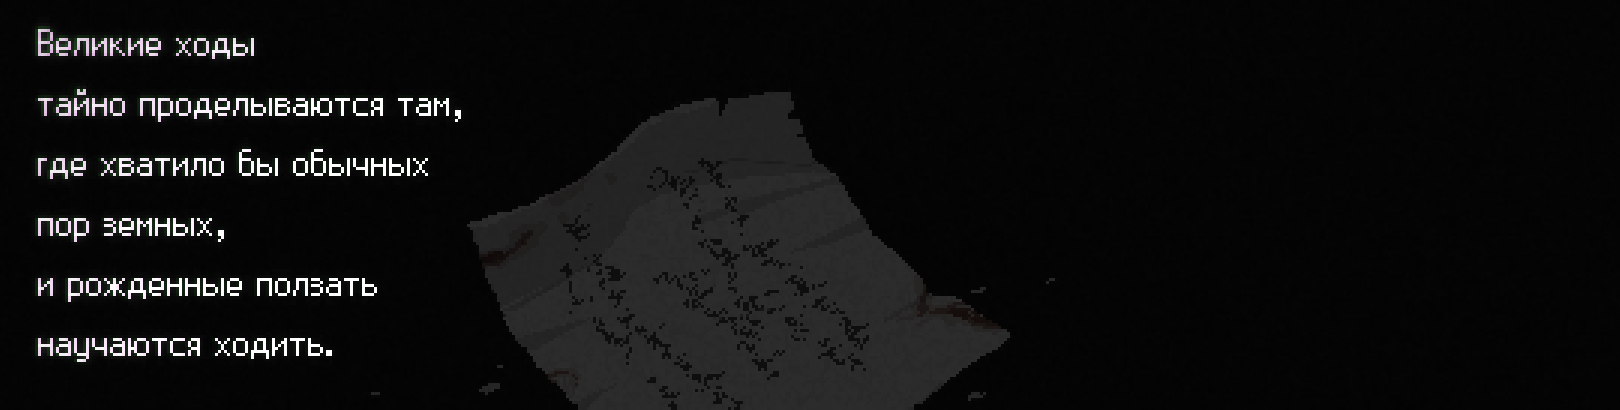 Великие ходы
тайно проделываются там,
где хватило бы обычных
пор земных,
и рожденные ползать
научаются ходить.